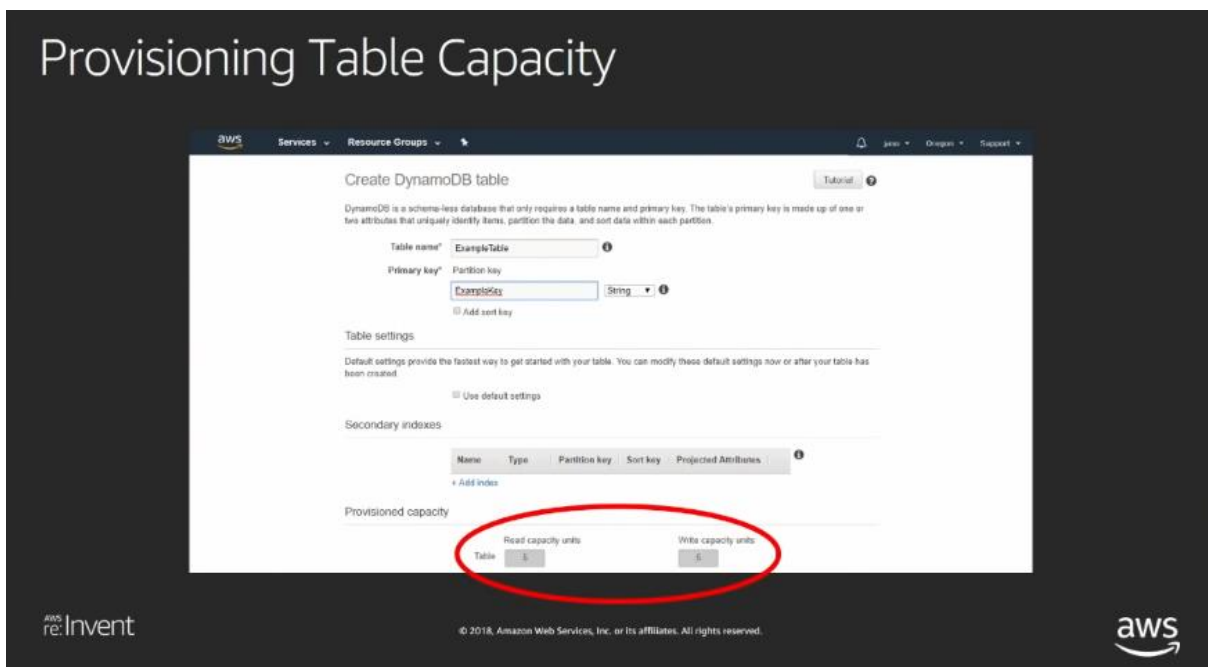 Provisioning Table Capacity
aws Services Resource Groups Oregon Support
Create DynamoDB table Tutorial
DynamoDB is a schema-less database that only requires a table name and primary key. The table's primary key is made up of one or
two attributes that uniquely identify items, partition the data, and sort data within each partition.
Table name* ExampleTable
Primary key* Partition key
ExampleKey String
Add sort key
Table settings
Default settings provide the fastest way to get started with your table. You can modify these default settings now or after your table has
been created.
Use default settings
Secondary indexes
Name Type Partition key Sort key Projected Attributes
+ Add index
Provisioned capacity
Read capacity units Write capacity units
Table 5 5
aws re:Invent © 2018, Amazon Web Services, Inc. or its affiliates. All rights reserved. aws